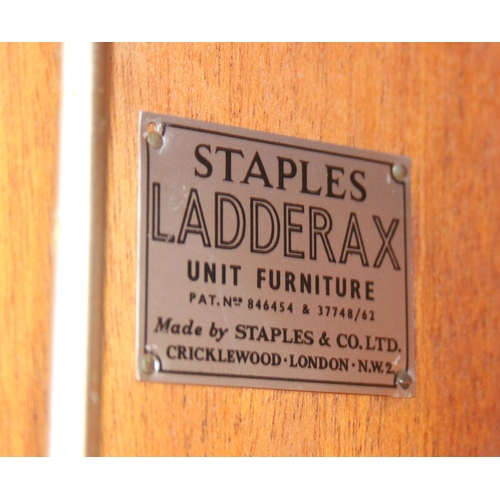 STAPLES
LADDERAX
UNIT FURNITURE
PAT. Nos 846454 & 37748/62
Made by STAPLES & CO. LTD.
CRICKLEWOOD · LONDON · N.W.2